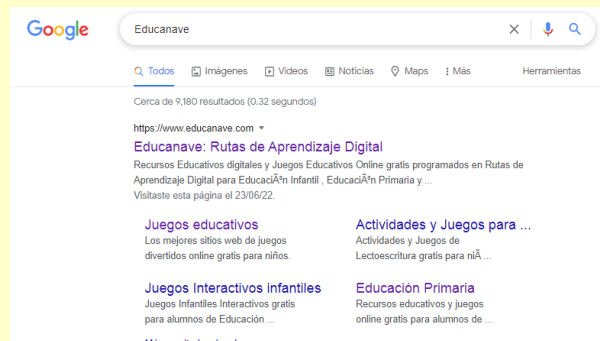 Google
Educanave
Todos Imágenes Videos Noticias Maps Más Herramientas
Cerca de 9,180 resultados (0.32 segundos)
https://www.educanave.com
Educanave: Rutas de Aprendizaje Digital
Recursos Educativos digitales y Juegos Educativos Online gratis programados en Rutas de
Aprendizaje Digital para EducaciÃªn Infantil , EducaciÃªn Primaria y ...
Visitaste esta página el 23/06/22.
Juegos educativos
Los mejores sitios web de juegos
divertidos online gratis para niños.
Actividades y Juegos para ...
Actividades y Juegos de
Lectoescritura gratis para niÃ ...
Juegos Interactivos infantiles
Juegos Infantiles Interactivos gratis
para alumnos de Educación ...
Educación Primaria
Recursos educativos y juegos
online gratis para alumnos de ...